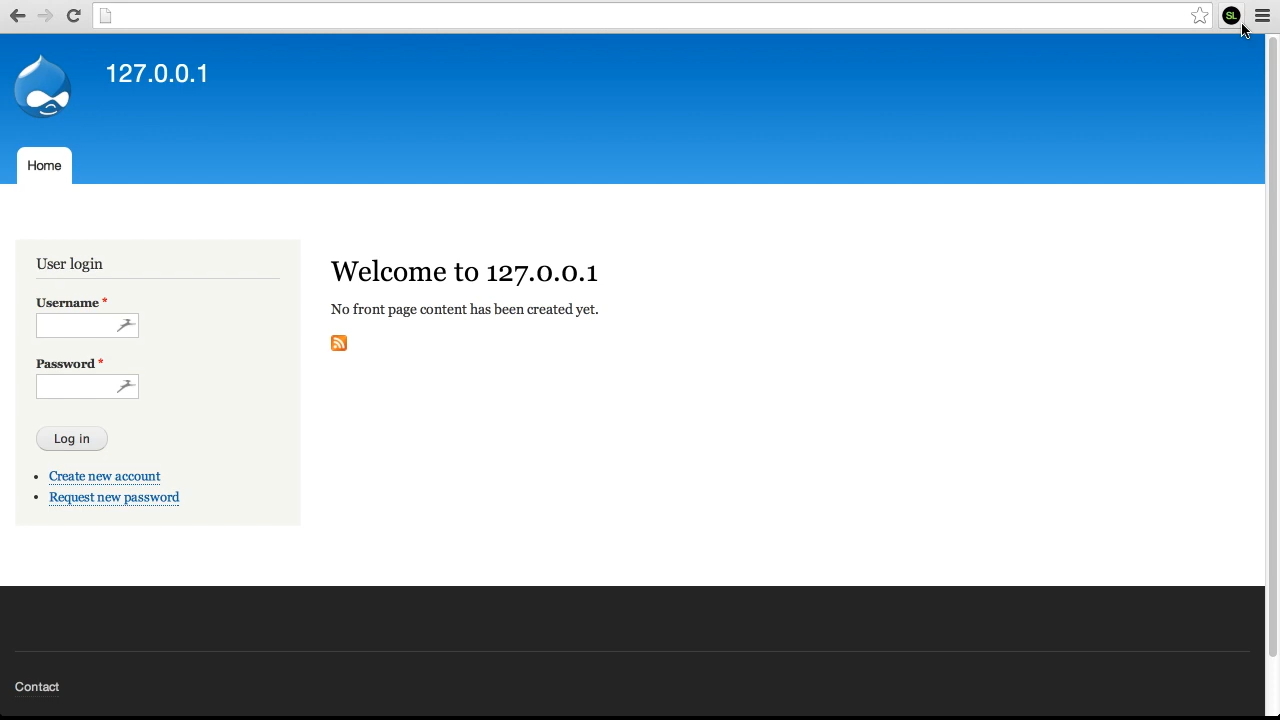 SL
127.0.0.1
Home
User login
Username *
Password *
Log in
Create new account
Request new password
Welcome to 127.0.0.1
No front page content has been created yet.
Contact